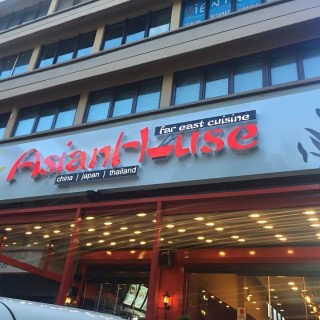 far east cuisine
AsianHouse
china | japan | thailand